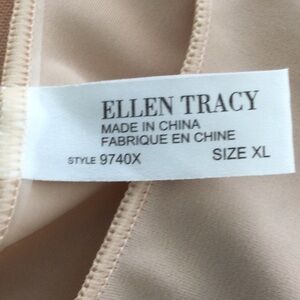 ELLEN TRACY
MADE IN CHINA
FABRIQUE EN CHINE
STYLE 9740X SIZE XL